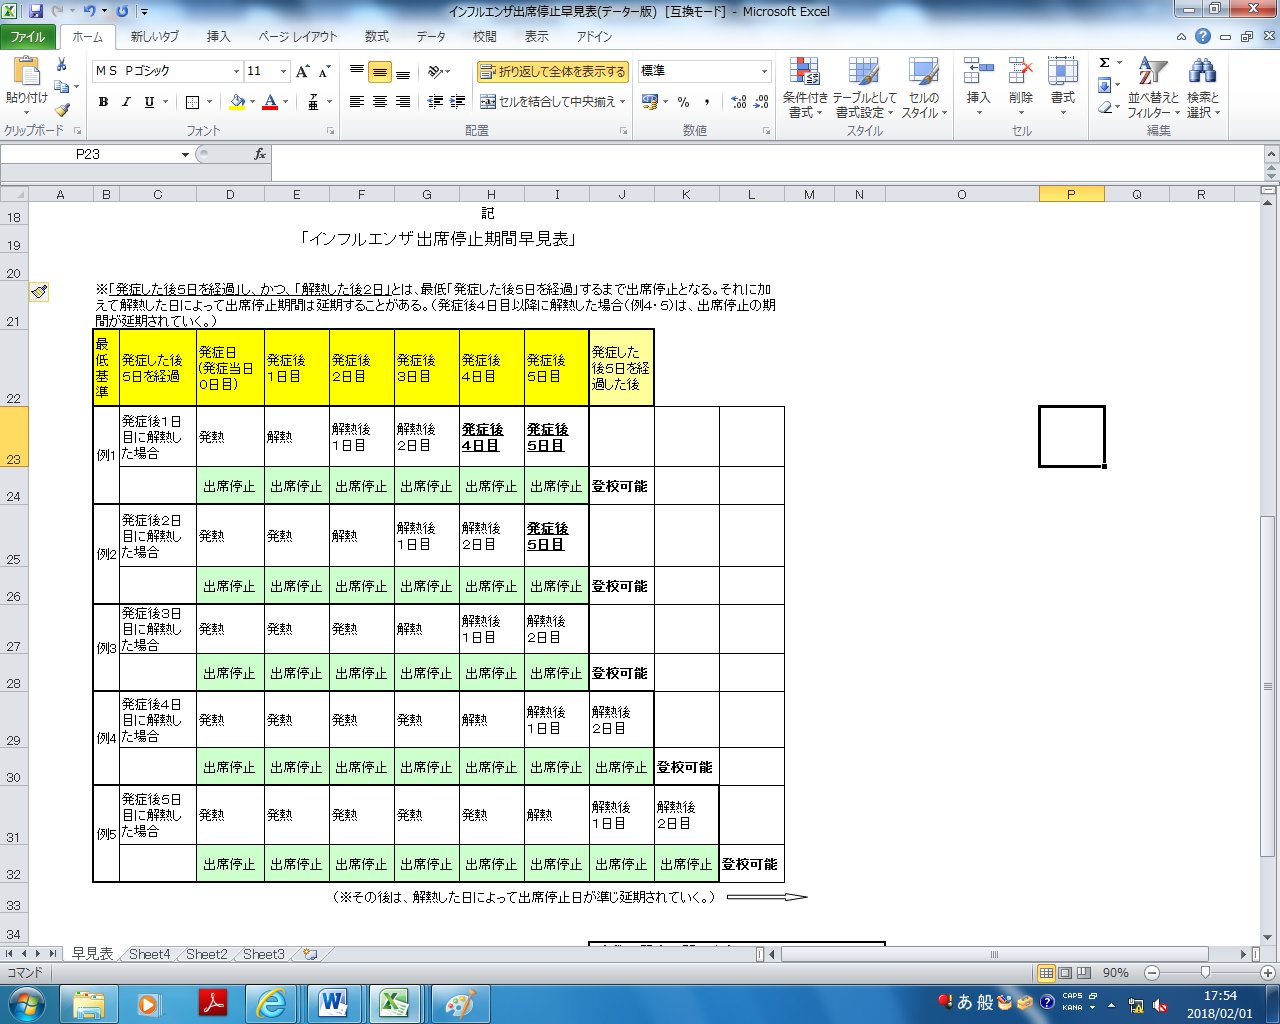 インフルエンザ出席停止早見表(データー版) [互換モード] - Microsoft Excel
ファイル ホーム 新しいタブ 挿入 ページ レイアウト 数式 データ 校閲 表示 アドイン
貼り付け
クリップボード
ＭＳ Ｐゴシック 11
B I U
フォント
折り返して全体を表示する
セルを結合して中央揃え
配置
標準
% ,
数値
条件付き書式 テーブルとして書式設定 セルのスタイル
スタイル
挿入 削除 書式
セル
並べ替えとフィルター 検索と選択
編集
P23 fx
A B C D E F G H I J K L M N O P Q R
18 記
19 「インフルエンザ出席停止期間早見表」
20
※「発症した後５日を経過」し、かつ、「解熱した後２日」とは、最低「発症した後５日を経過」するまで出席停止となる。それに加
えて解熱した日によって出席停止期間は延期することがある。（発症後４日目以降に解熱した場合（例４・５）は、出席停止の期
21 間が延期されていく。）
22 最低基準 発症した後５日を経過 発症日（発症当日０日目） 発症後１日目 発症後２日目 発症後３日目 発症後４日目 発症後５日目 発症した後５日を経過した後
23 例1 発症後１日目に解熱した場合 発熱 解熱 解熱後１日目 解熱後２日目 発症後４日目 発症後５日目
24 出席停止 出席停止 出席停止 出席停止 出席停止 出席停止 登校可能
25 例2 発症後２日目に解熱した場合 発熱 発熱 解熱 解熱後１日目 解熱後２日目 発症後５日目
26 出席停止 出席停止 出席停止 出席停止 出席停止 出席停止 登校可能
27 例3 発症後３日目に解熱した場合 発熱 発熱 発熱 解熱 解熱後１日目 解熱後２日目
28 出席停止 出席停止 出席停止 出席停止 出席停止 出席停止 登校可能
29 例4 発症後４日目に解熱した場合 発熱 発熱 発熱 発熱 解熱 解熱後１日目 解熱後２日目
30 出席停止 出席停止 出席停止 出席停止 出席停止 出席停止 出席停止 登校可能
31 例5 発症後５日目に解熱した場合 発熱 発熱 発熱 発熱 発熱 解熱 解熱後１日目 解熱後２日目
32 出席停止 出席停止 出席停止 出席停止 出席停止 出席停止 出席停止 出席停止 登校可能
33 （※その後は、解熱した日によって出席停止日が準じ延期されていく。）
34
早見表 Sheet4 Sheet2 Sheet3
コマンド 90%
あ 般 CAPS KANA 17:54
2018/02/01